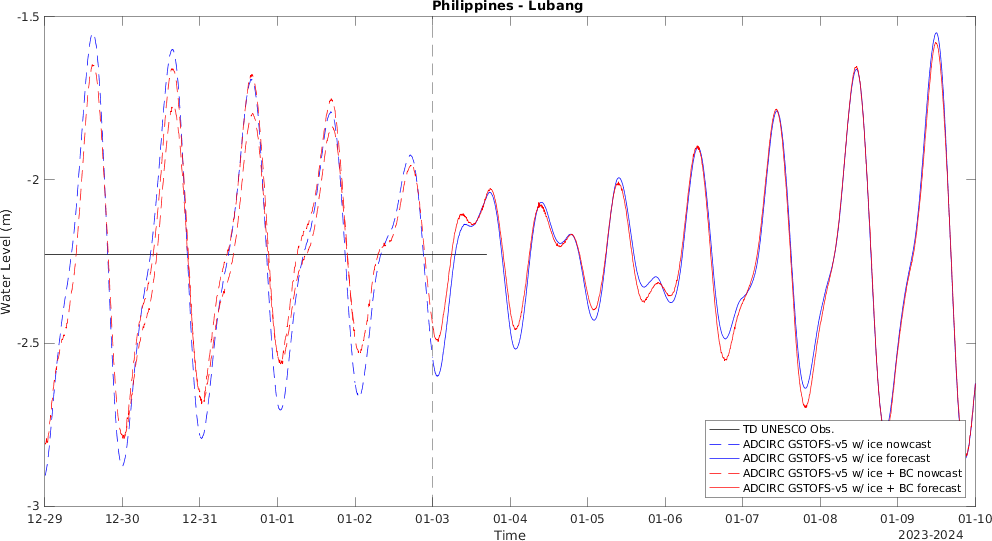 Philippines - Lubang
-1.5
-2
-2.5
-3
Water Level (m)
TD UNESCO Obs.
ADCIRC GSTOFS-v5 w/ ice nowcast
ADCIRC GSTOFS-v5 w/ ice forecast
ADCIRC GSTOFS-v5 w/ ice + BC nowcast
ADCIRC GSTOFS-v5 w/ ice + BC forecast
12-29 12-30 12-31 01-01 01-02 01-03 01-04 01-05 01-06 01-07 01-08 01-09 01-10
Time
2023-2024